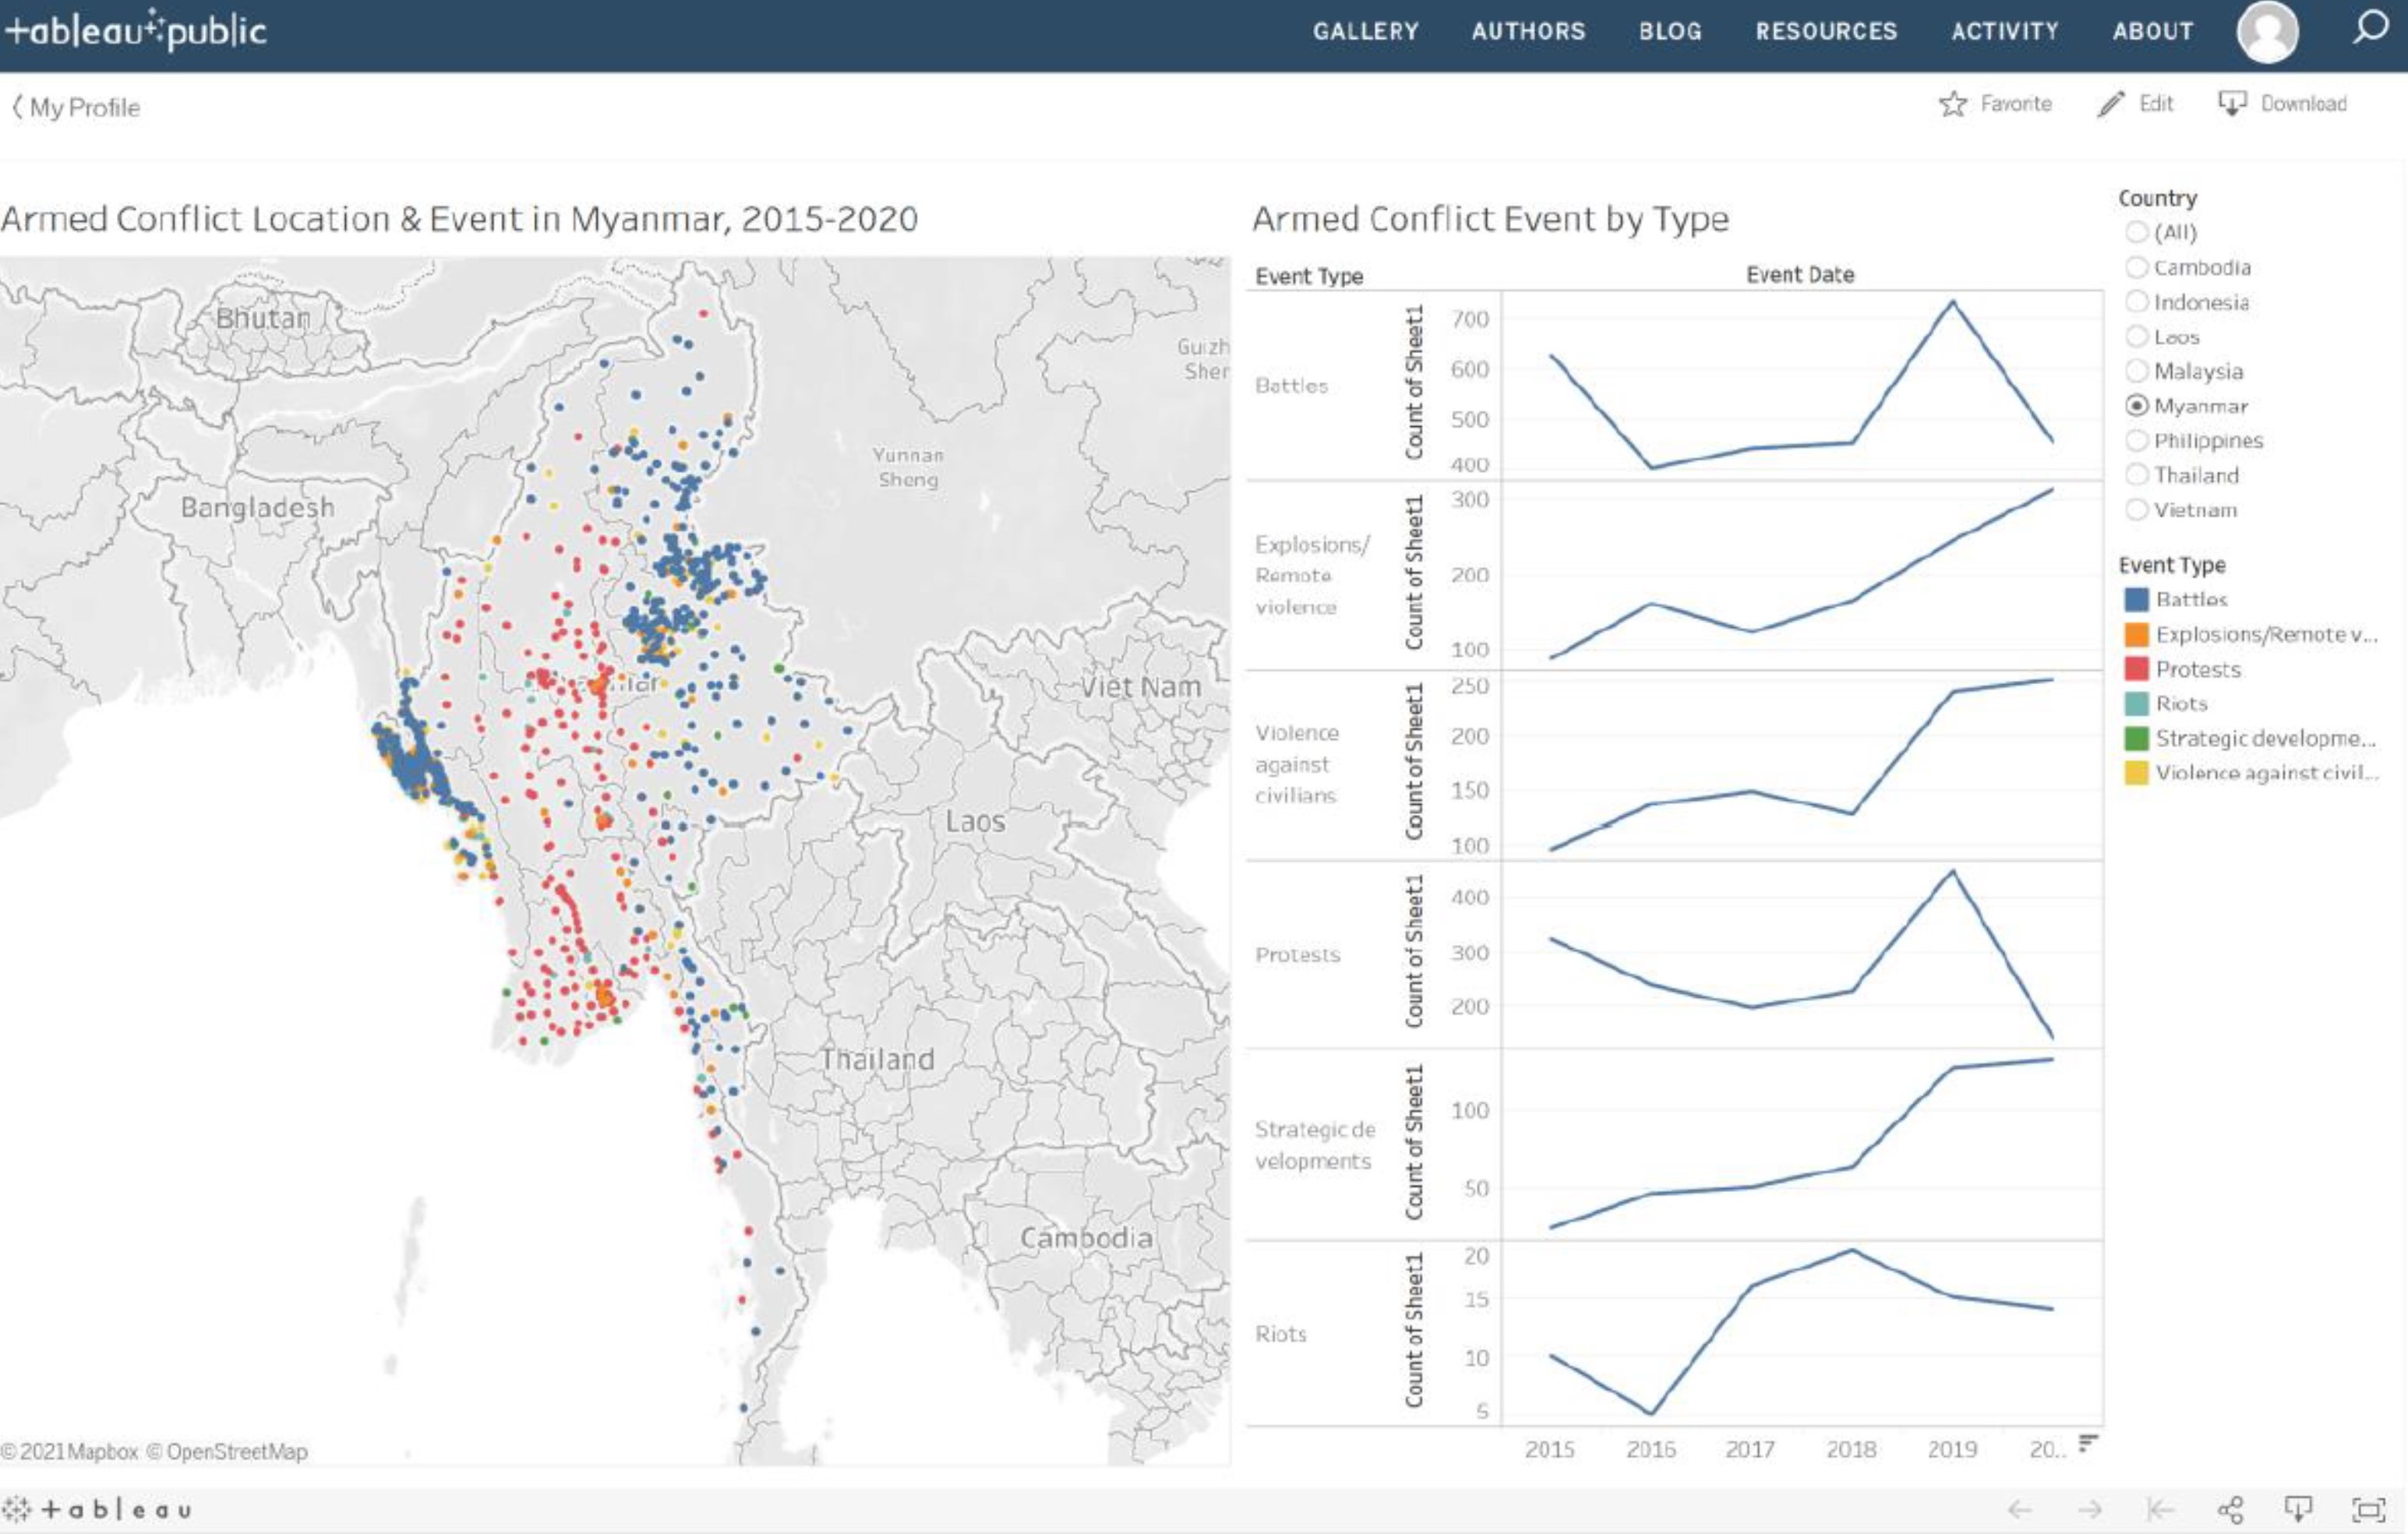 +ableau public
GALLERY AUTHORS BLOG RESOURCES ACTIVITY ABOUT
My Profile
Favorite Edit Download
Armed Conflict Location & Event in Myanmar, 2015-2020
Bhutan
Guizh
Sher
Yunnan
Sheng
Bangladesh
Viet Nam
Laos
Thailand
Cambodia
© 2021 Mapbox © OpenStreetMap
Armed Conflict Event by Type
Event Type Event Date
Battles
Count of Sheet1
700
600
500
400
Explosions/
Remote
violence
Count of Sheet1
300
200
100
Violence
against
civilians
Count of Sheet1
250
200
150
100
Protests
Count of Sheet1
400
300
200
Strategic de
velopments
Count of Sheet1
100
50
Riots
Count of Sheet1
20
15
10
5
2015 2016 2017 2018 2019 20..
Country
(All)
Cambodia
Indonesia
Laos
Malaysia
Myanmar
Philippines
Thailand
Vietnam
Event Type
Battles
Explosions/Remote v...
Protests
Riots
Strategic developme...
Violence against civil...
+ableau